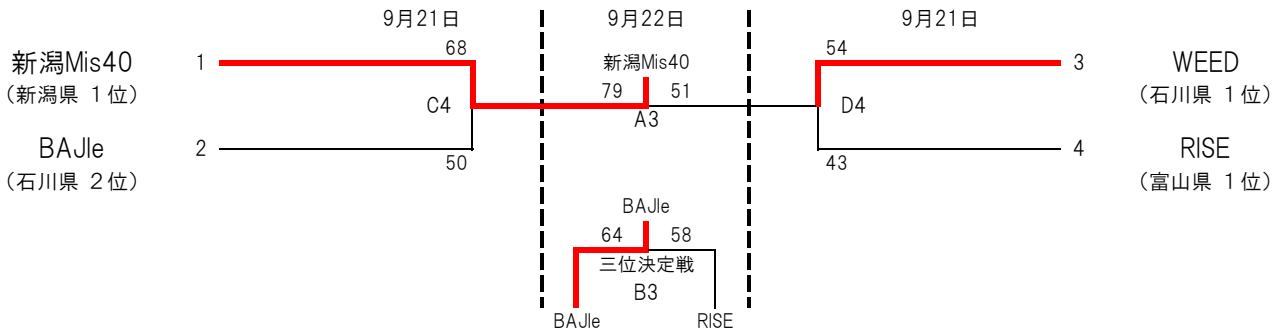 9月21日 9月22日 9月21日
68 新潟Mis40 54
新潟Mis40 1 3 WEED
（新潟県 1位） 79 51 （石川県 1位）
C4 A3 D4
BAJIe 2 4 RISE
50 43
（石川県 2位） （富山県 1位）
BAJIe
64 58
三位決定戦
B3
BAJIe RISE